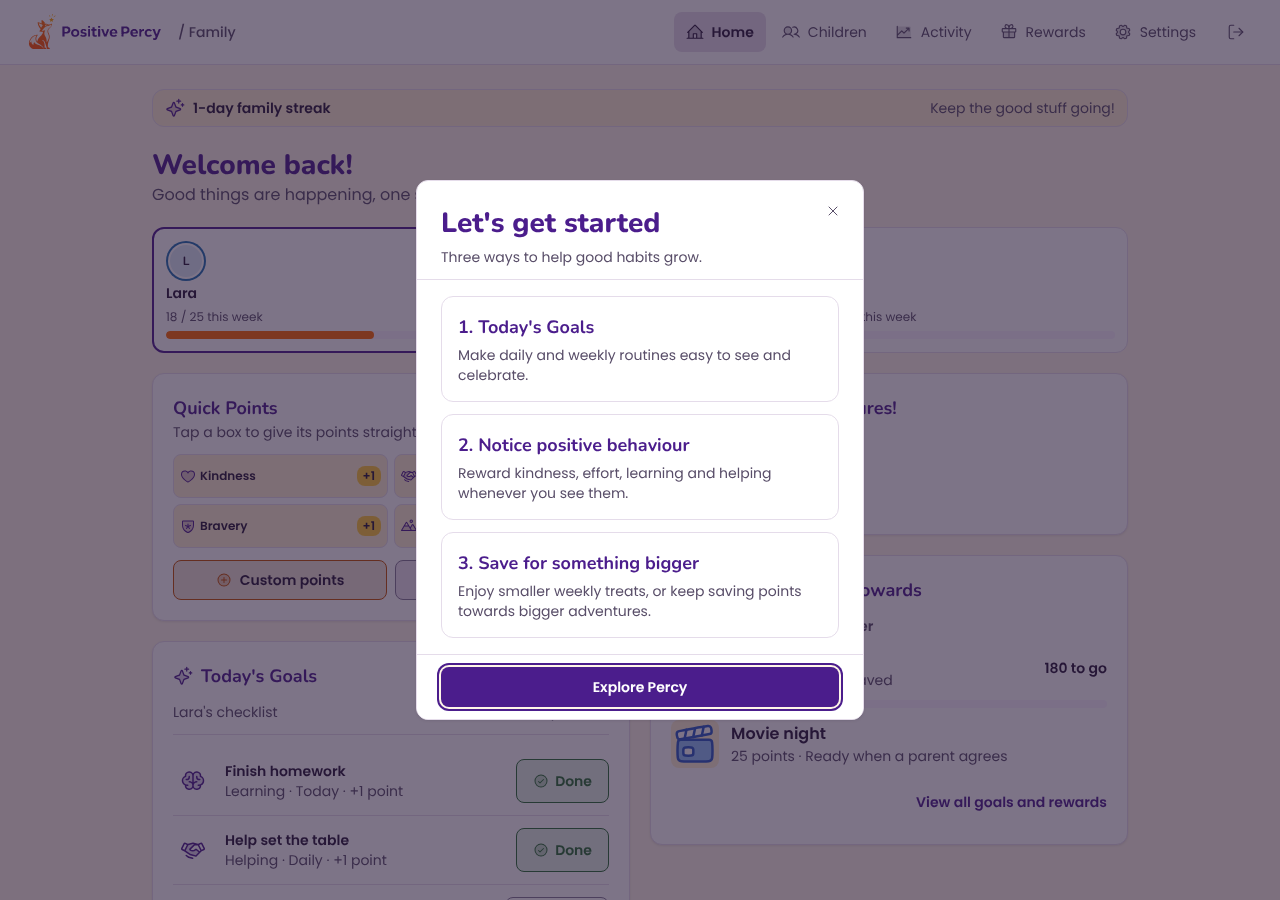 Positive Percy / Family Home Children Activity Rewards Settings
1-day family streak Keep the good stuff going!
Welcome back!
Good things are happening, one
L
Lara
18 / 25 this week
this week
Quick Points
Tap a box to give its points straight
Kindness +1
Bravery +1
Custom points
Today's Goals
Lara's checklist
Finish homework
Learning · Today · +1 point
Done
Help set the table
Helping · Daily · +1 point
Done
Let's get started
Three ways to help good habits grow.
1. Today's Goals
Make daily and weekly routines easy to see and
celebrate.
2. Notice positive behaviour
Reward kindness, effort, learning and helping
whenever you see them.
3. Save for something bigger
Enjoy smaller weekly treats, or keep saving points
towards bigger adventures.
Explore Percy
180 to go
Movie night
25 points · Ready when a parent agrees
View all goals and rewards